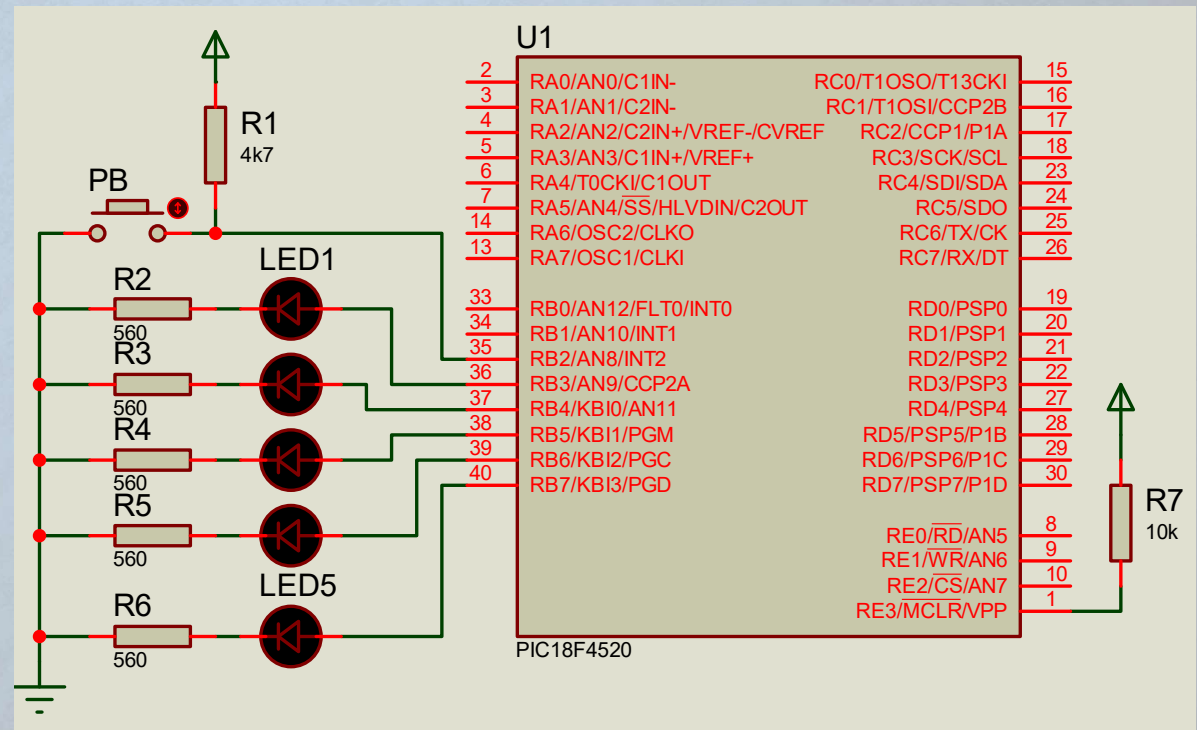 U1
R1
4k7
PB
LED1
R2
560
R3
560
R4
560
R5
560
LED5
R6
560
2 RA0/AN0/C1IN-
3 RA1/AN1/C2IN-
4 RA2/AN2/C2IN+/VREF-/CVREF
5 RA3/AN3/C1IN+/VREF+
6 RA4/T0CKI/C1OUT
7 RA5/AN4/SS/HLVDIN/C2OUT
14 RA6/OSC2/CLKO
13 RA7/OSC1/CLKI
33 RB0/AN12/FLT0/INT0
34 RB1/AN10/INT1
35 RB2/AN8/INT2
36 RB3/AN9/CCP2A
37 RB4/KBI0/AN11
38 RB5/KBI1/PGM
39 RB6/KBI2/PGC
40 RB7/KBI3/PGD
RC0/T1OSO/T13CKI 15
RC1/T1OSI/CCP2B 16
RC2/CCP1/P1A 17
RC3/SCK/SCL 18
RC4/SDI/SDA 23
RC5/SDO 24
RC6/TX/CK 25
RC7/RX/DT 26
RD0/PSP0 19
RD1/PSP1 20
RD2/PSP2 21
RD3/PSP3 22
RD4/PSP4 27
RD5/PSP5/P1B 28
RD6/PSP6/P1C 29
RD7/PSP7/P1D 30
RE0/RD/AN5 8
RE1/WR/AN6 9
RE2/CS/AN7 10
RE3/MCLR/VPP 1
PIC18F4520
R7
10k